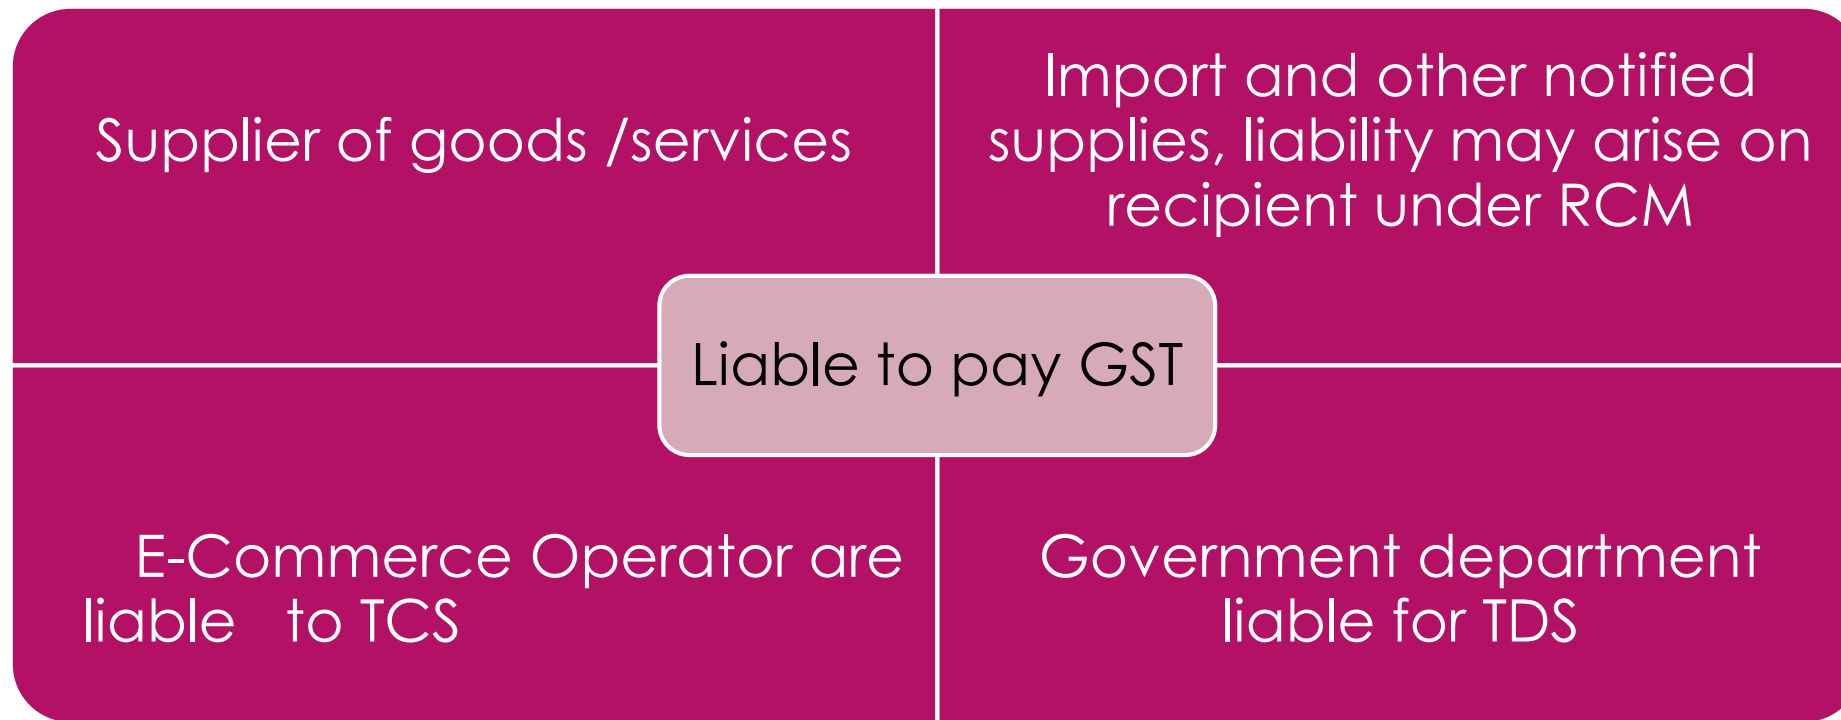 Supplier of goods /services
Import and other notified
supplies, liability may arise on
recipient under RCM
Liable to pay GST
E-Commerce Operator are
liable to TCS
Government department
liable for TDS